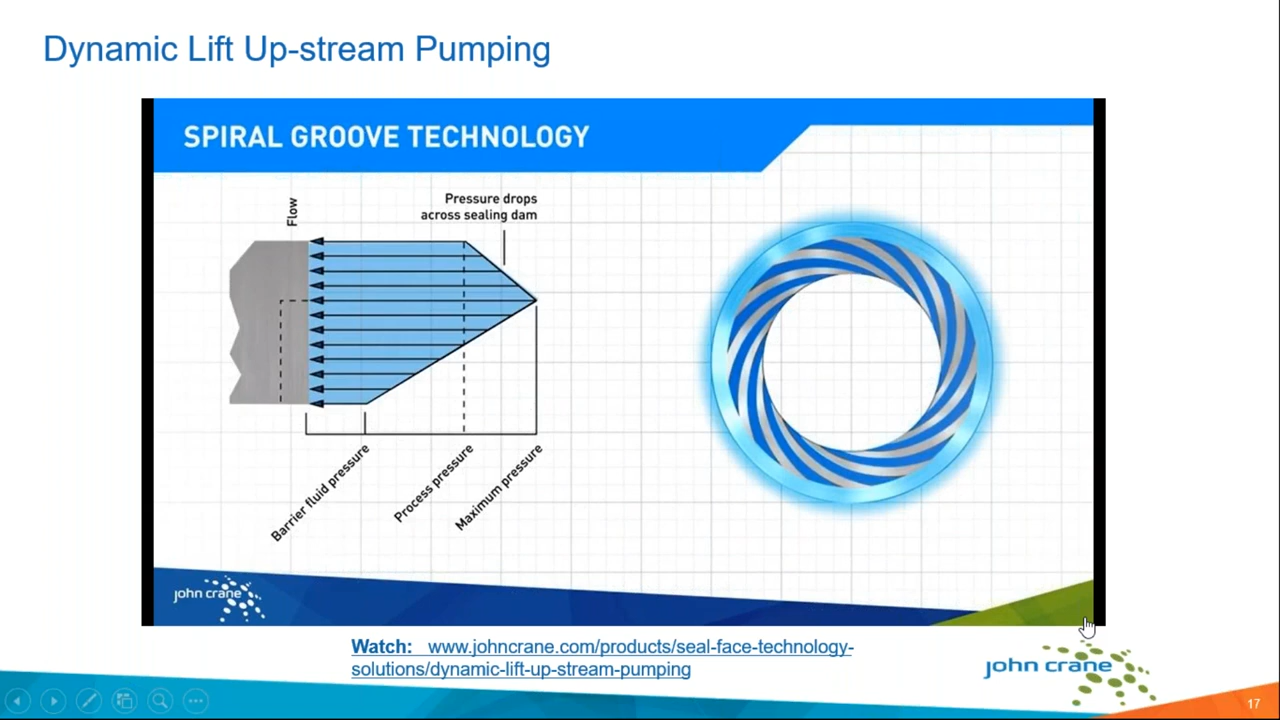 Dynamic Lift Up-stream Pumping
SPIRAL GROOVE TECHNOLOGY
Flow
Pressure drops
across sealing dam
Barrier fluid pressure
Process pressure
Maximum pressure
john crane
Watch: www.johncrane.com/products/seal-face-technology-
solutions/dynamic-lift-up-stream-pumping
john crane
17